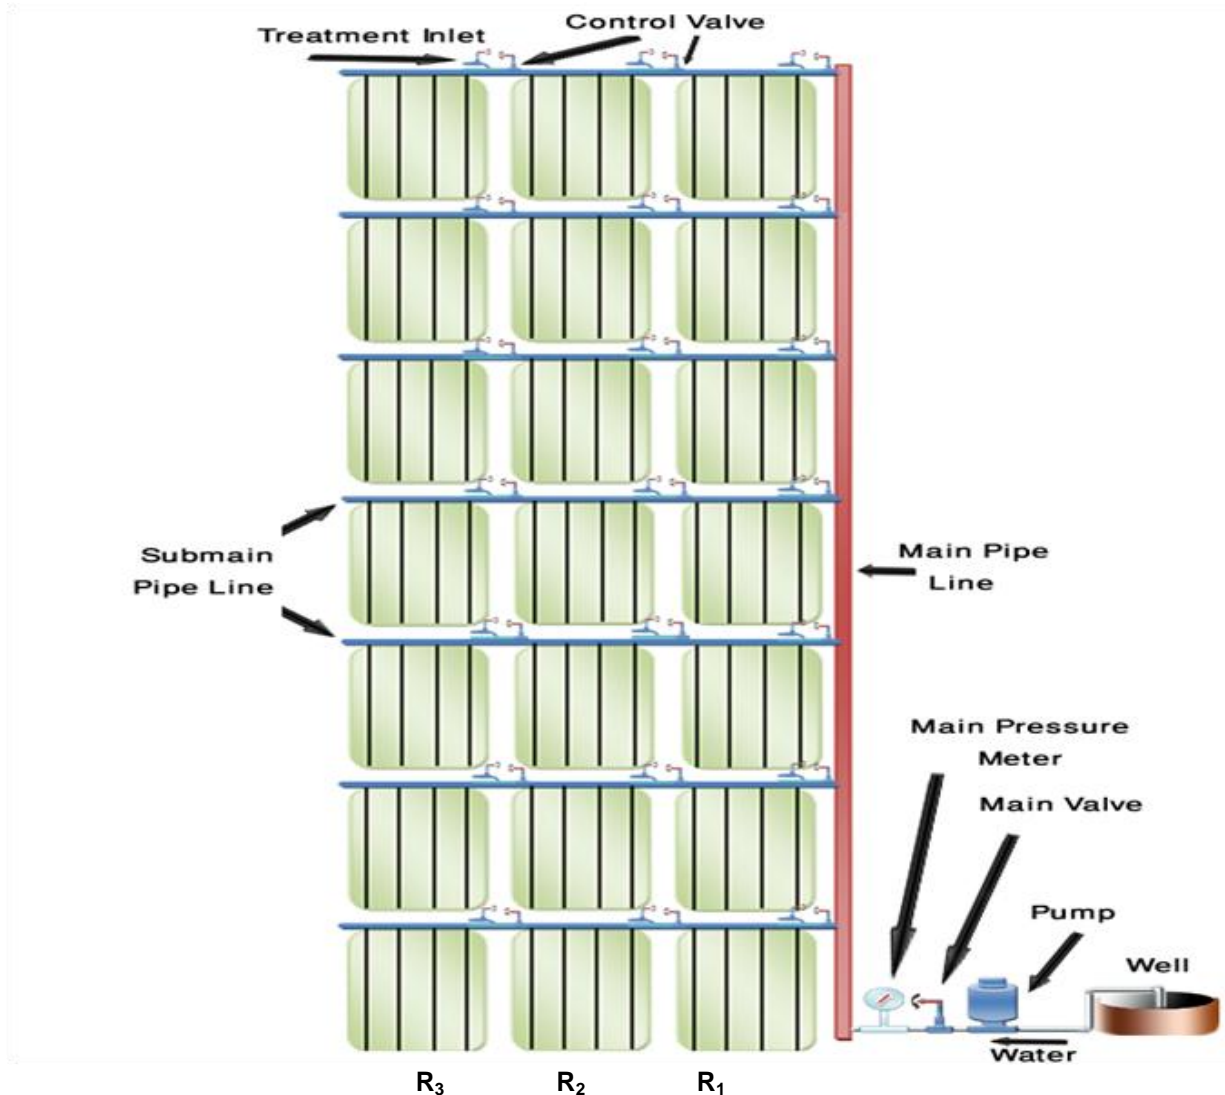 Control Valve
Treatment Inlet
Submain
Pipe Line
Main Pipe
Line
Main Pressure
Meter
Main Valve
Pump
Well
Water
R₃ R₂ R₁